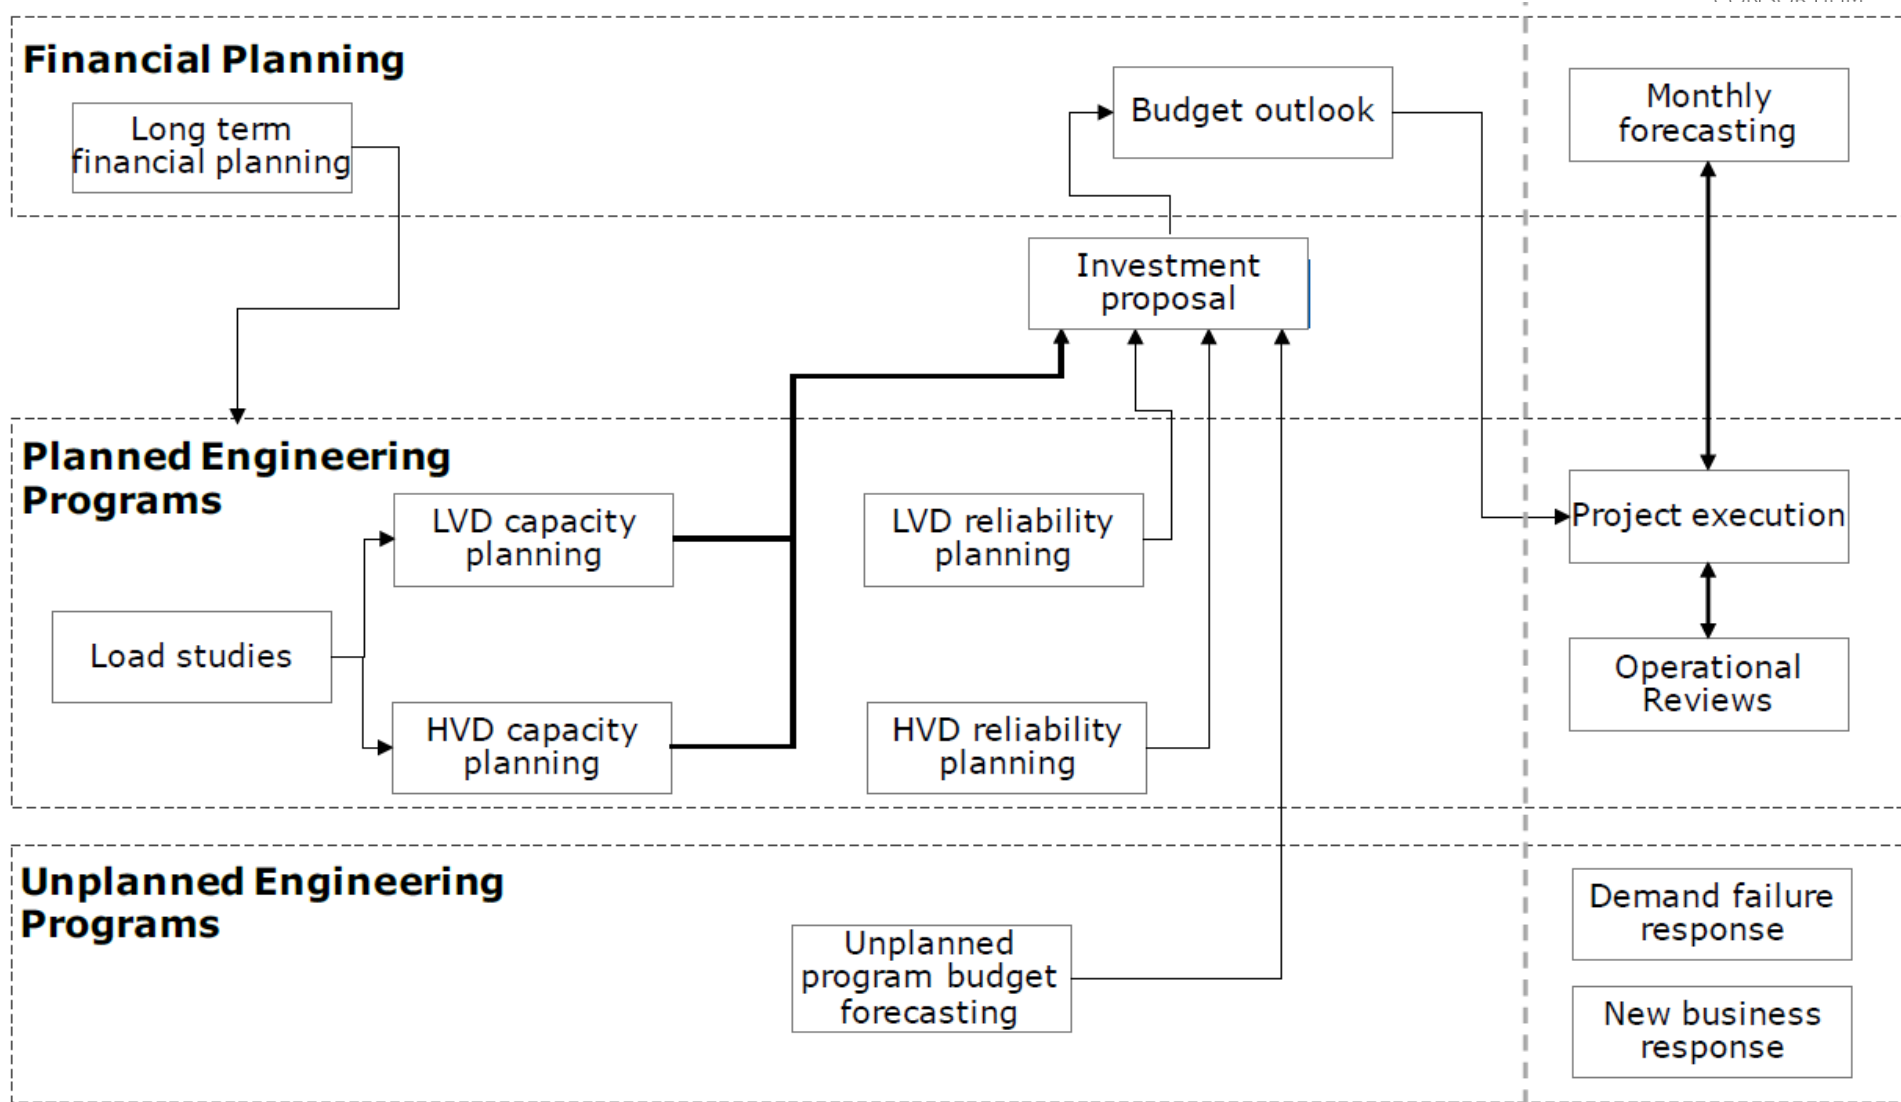 Financial Planning
Long term
financial planning
Budget outlook
Monthly
forecasting
Investment
proposal
Planned Engineering
Programs
LVD capacity
planning
LVD reliability
planning
Project execution
Load studies
Operational
Reviews
HVD capacity
planning
HVD reliability
planning
Unplanned Engineering
Programs
Unplanned
program budget
forecasting
Demand failure
response
New business
response